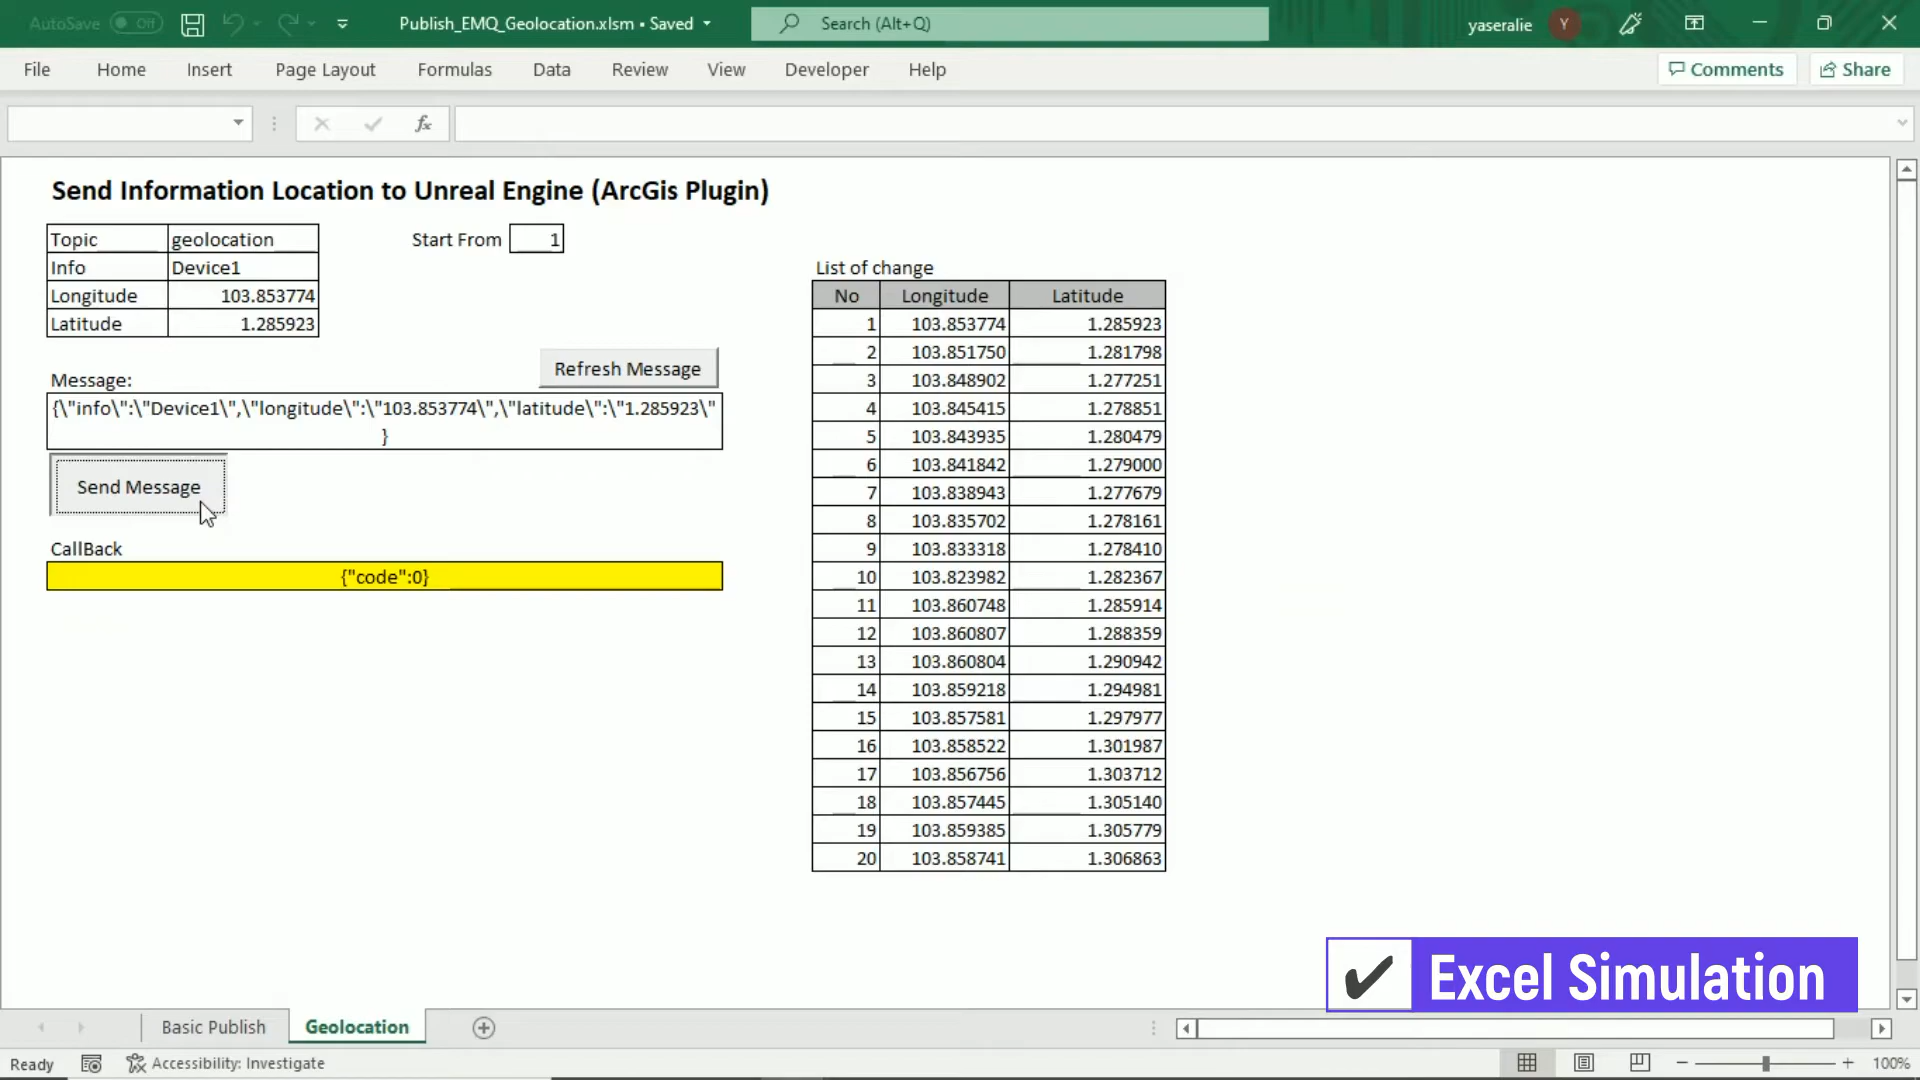 AutoSave Off Publish_EMQ_Geolocation.xlsm • Saved Search (Alt+Q) yaseralie Y
File Home Insert Page Layout Formulas Data Review View Developer Help Comments Share
fx
Send Information Location to Unreal Engine (ArcGis Plugin)
Topic geolocation Start From 1
Info Device1
Longitude 103.853774
Latitude 1.285923
Refresh Message
Message:
{\"info\":\"Device1\",\"longitude\":\"103.853774\",\"latitude\":\"1.285923\"
}
Send Message
CallBack
{"code":0}
List of change
No Longitude Latitude
1 103.853774 1.285923
2 103.851750 1.281798
3 103.848902 1.277251
4 103.845415 1.278851
5 103.843935 1.280479
6 103.841842 1.279000
7 103.838943 1.277679
8 103.835702 1.278161
9 103.833318 1.278410
10 103.823982 1.282367
11 103.860748 1.285914
12 103.860807 1.288359
13 103.860804 1.290942
14 103.859218 1.294981
15 103.857581 1.297977
16 103.858522 1.301987
17 103.856756 1.303712
18 103.857445 1.305140
19 103.859385 1.305779
20 103.858741 1.306863
✔ Excel Simulation
Basic Publish Geolocation
Ready Accessibility: Investigate 100%